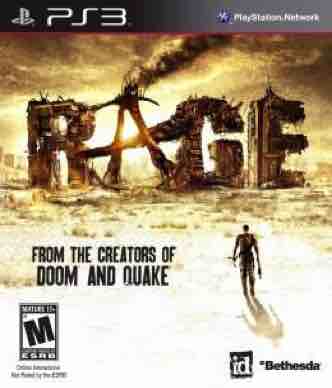 PS3
PlayStation Network
RAGE
FROM THE CREATORS OF
DOOM AND QUAKE
MATURE 17+
M
ESRB
Online Interactions
Not Rated by the ESRB
id
Bethesda